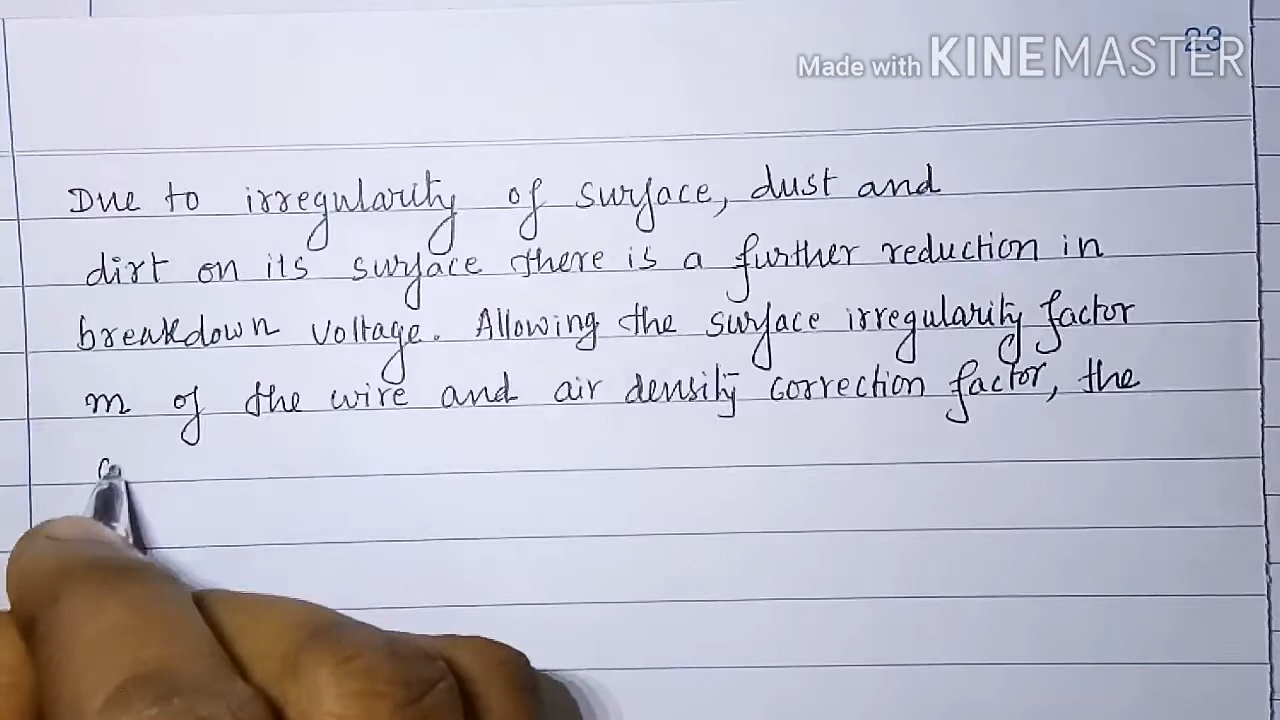 23
Made with KINEMASTER
Due to irregularity of surface, dust and
dirt on its surface there is a further reduction in
breakdown voltage. Allowing the surface irregularity factor
m of the wire and air density correction factor, the